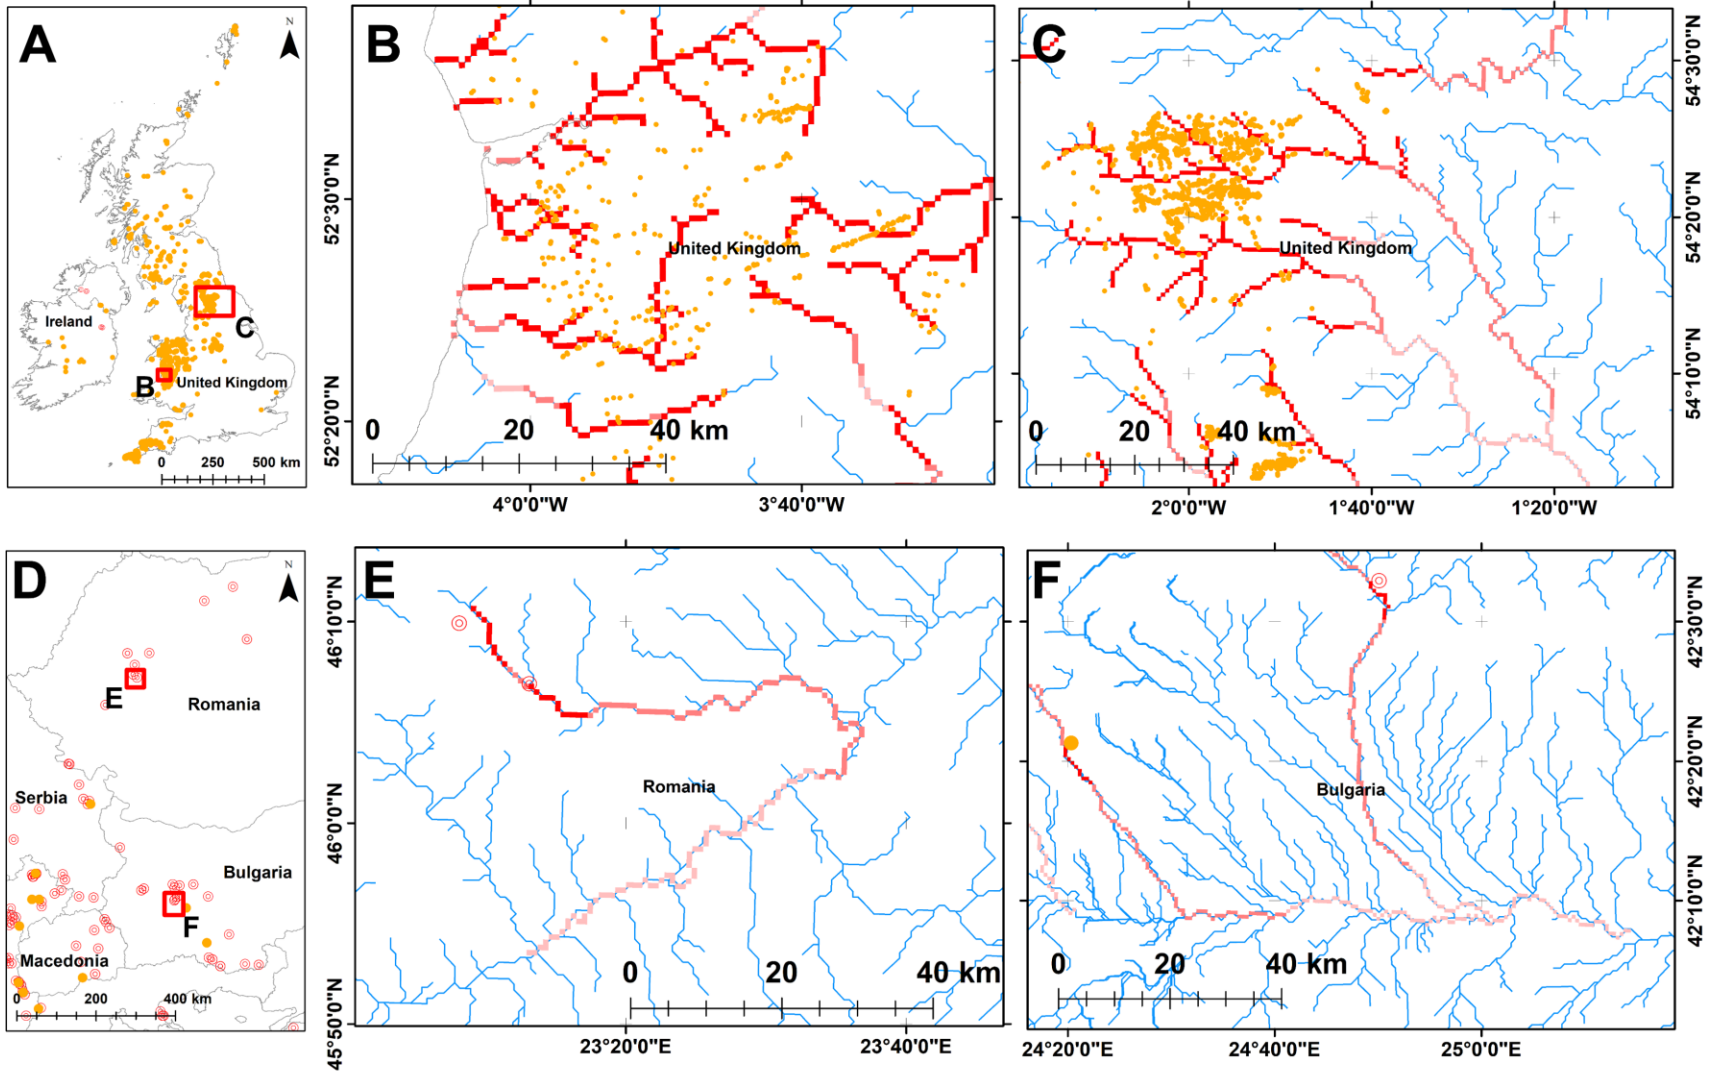 A
N
Ireland
C
B
United Kingdom
0 250 500 km
B
52°30'0"N
52°20'0"N
United Kingdom
0 20 40 km
4°0'0"W 3°40'0"W
C
54°30'0"N
54°20'0"N
54°10'0"N
United Kingdom
0 20 40 km
2°0'0"W 1°40'0"W 1°20'0"W
D
N
E
Romania
Serbia
Bulgaria
F
Macedonia
0 200 400 km
E
46°10'0"N
46°0'0"N
45°50'0"N
Romania
0 20 40 km
23°20'0"E 23°40'0"E
F
42°30'0"N
42°20'0"N
42°10'0"N
Bulgaria
0 20 40 km
24°20'0"E 24°40'0"E 25°0'0"E